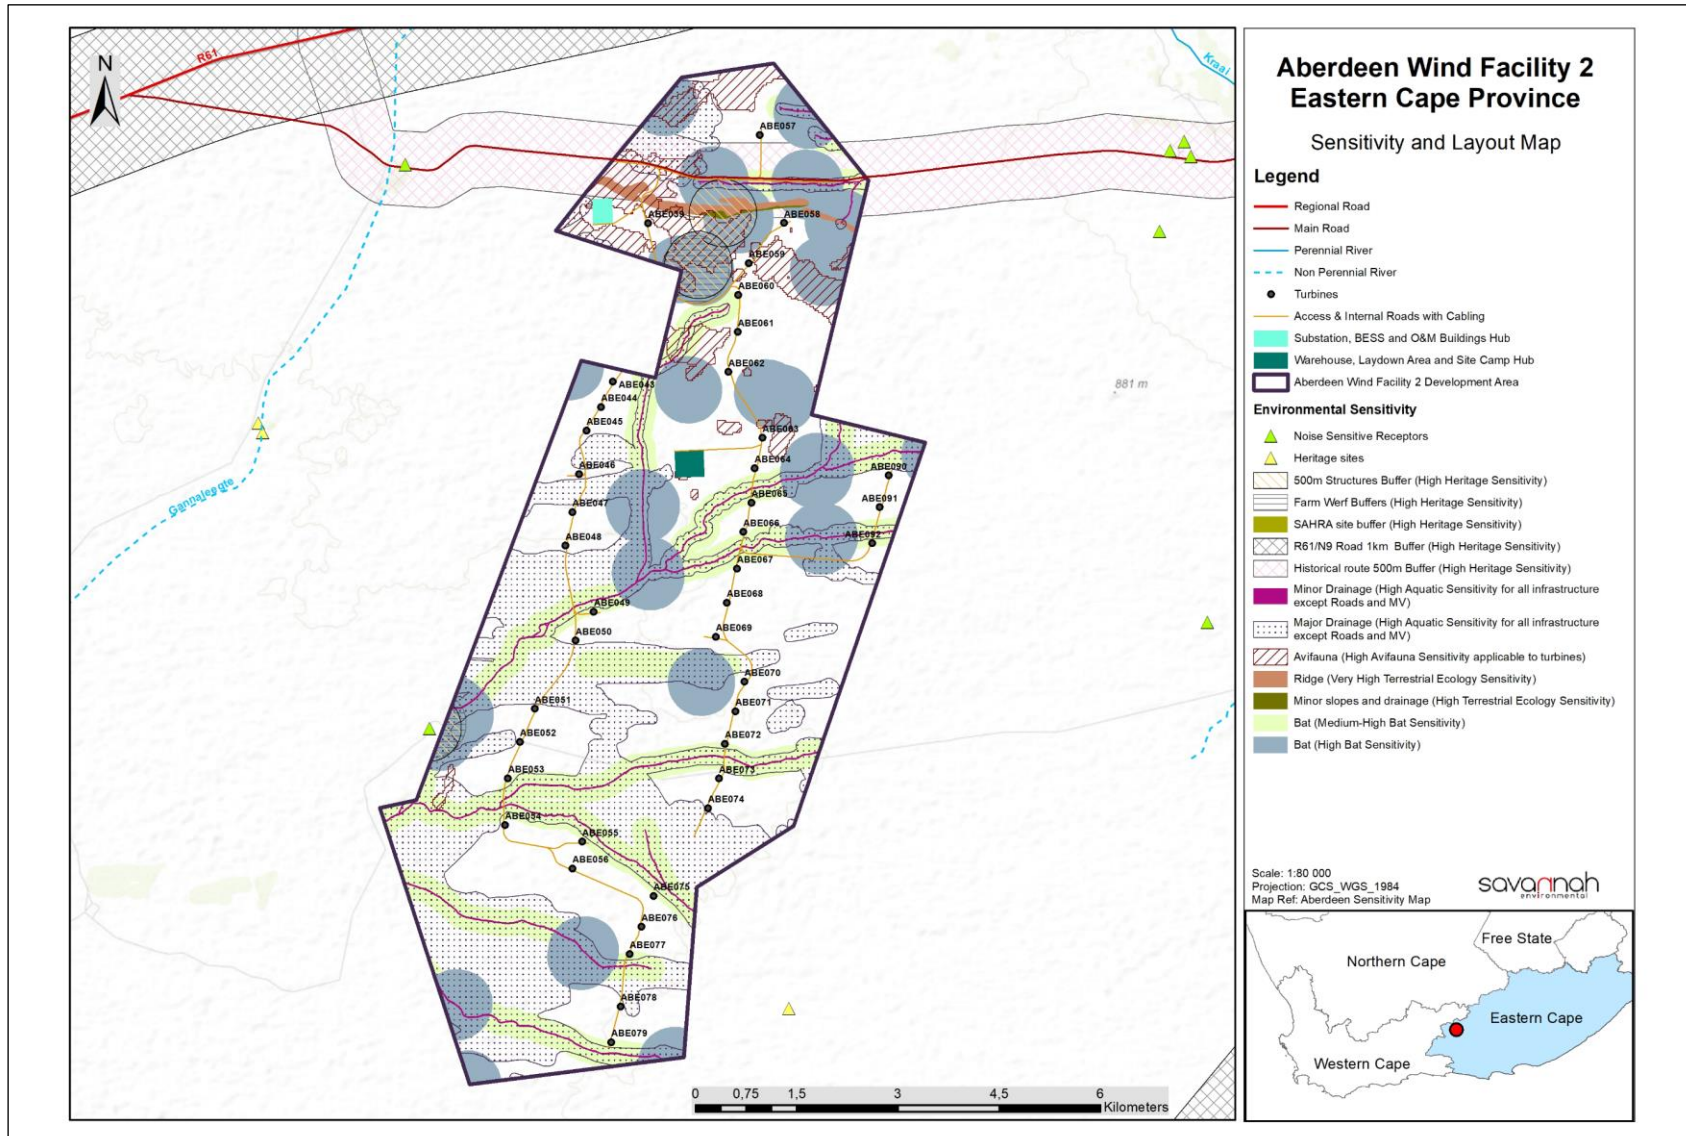 R61
N
Kraai
ABE057
ABE039
ABE058
ABE059
ABE060
ABE061
ABE062
ABE043
881 m
ABE044
ABE045
ABE063
ABE064
ABE046
ABE090
Gannaleegte
ABE047
ABE065
ABE091
ABE048
ABE066
ABE092
ABE067
ABE068
ABE049
ABE050
ABE069
ABE070
ABE051
ABE071
ABE052
ABE072
ABE053
ABE073
ABE074
ABE054
ABE055
ABE056
ABE075
ABE076
ABE077
ABE078
ABE079
0 0,75 1,5 3 4,5 6
Kilometers
Aberdeen Wind Facility 2
Eastern Cape Province
Sensitivity and Layout Map
Legend
Regional Road
Main Road
Perennial River
Non Perennial River
Turbines
Access & Internal Roads with Cabling
Substation, BESS and O&M Buildings Hub
Warehouse, Laydown Area and Site Camp Hub
Aberdeen Wind Facility 2 Development Area
Environmental Sensitivity
Noise Sensitive Receptors
Heritage sites
500m Structures Buffer (High Heritage Sensitivity)
Farm Werf Buffers (High Heritage Sensitivity)
SAHRA site buffer (High Heritage Sensitivity)
R61/N9 Road 1km Buffer (High Heritage Sensitivity)
Historical route 500m Buffer (High Heritage Sensitivity)
Minor Drainage (High Aquatic Sensitivity for all infrastructure
except Roads and MV)
Major Drainage (High Aquatic Sensitivity for all infrastructure
except Roads and MV)
Avifauna (High Avifauna Sensitivity applicable to turbines)
Ridge (Very High Terrestrial Ecology Sensitivity)
Minor slopes and drainage (High Terrestrial Ecology Sensitivity)
Bat (Medium-High Bat Sensitivity)
Bat (High Bat Sensitivity)
Scale: 1:80 000
Projection: GCS_WGS_1984
Map Ref: Aberdeen Sensitivity Map
savannah
environmental
Free State
Northern Cape
Eastern Cape
Western Cape